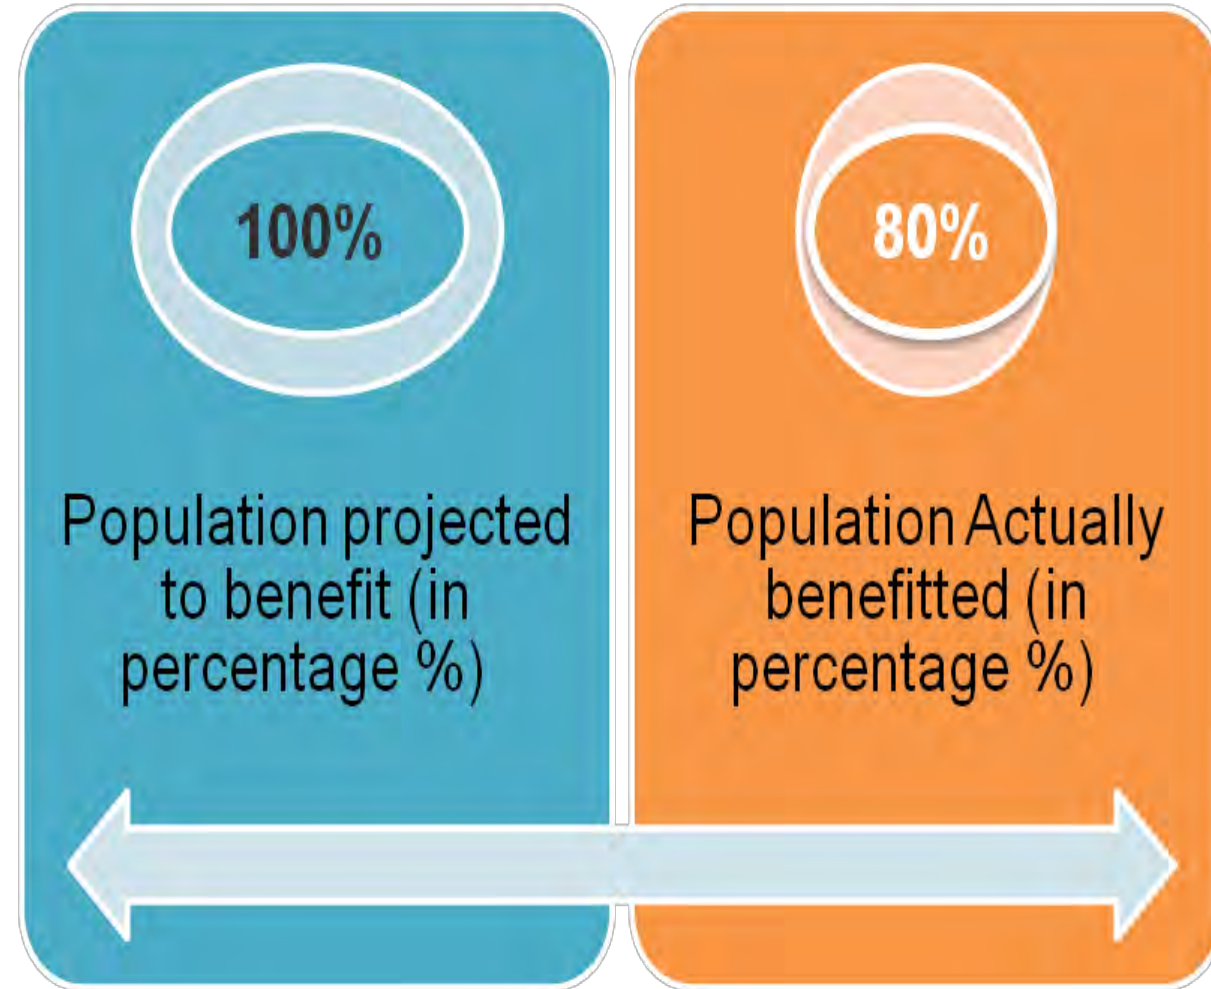 100%
Population projected
to benefit (in
percentage %)
80%
Population Actually
benefitted (in
percentage %)